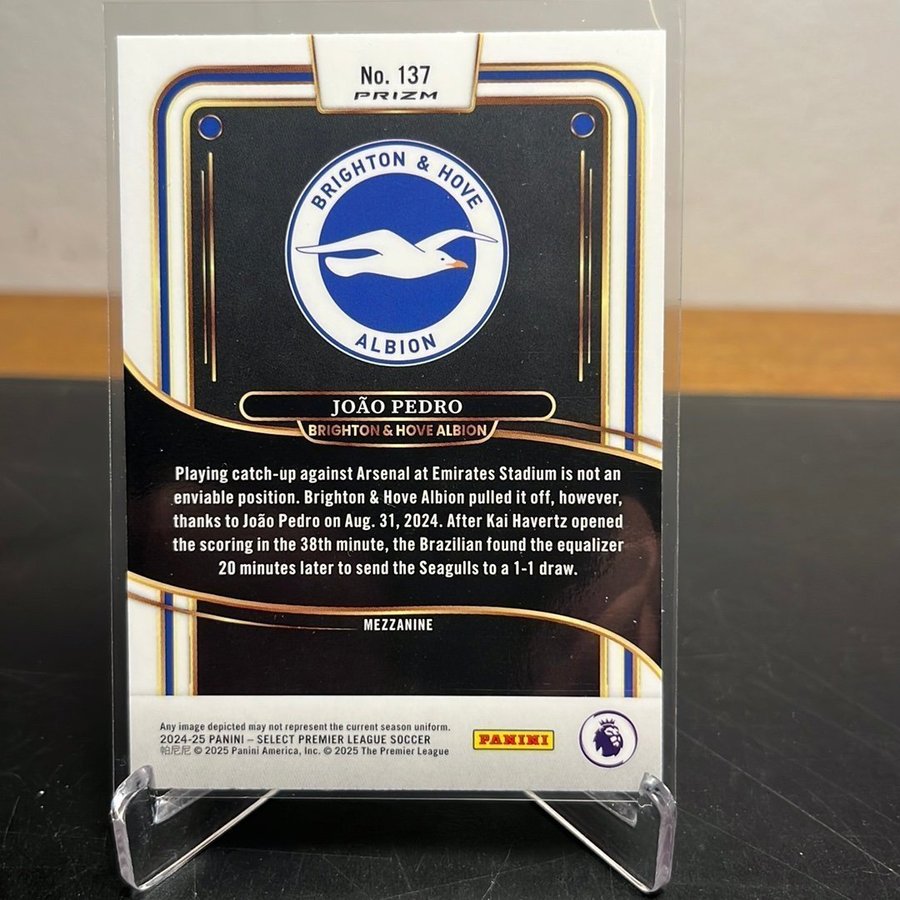 No. 137
PRIZM
BRIGHTON & HOVE
ALBION
JOÃO PEDRO
BRIGHTON & HOVE ALBION
Playing catch-up against Arsenal at Emirates Stadium is not an
enviable position. Brighton & Hove Albion pulled it off, however,
thanks to João Pedro on Aug. 31, 2024. After Kai Havertz opened
the scoring in the 38th minute, the Brazilian found the equalizer
20 minutes later to send the Seagulls to a 1-1 draw.
MEZZANINE
Any image depicted may not represent the current season uniform.
2024-25 PANINI – SELECT PREMIER LEAGUE SOCCER
帕尼尼 © 2025 Panini America, Inc. © 2025 The Premier League
PANINI